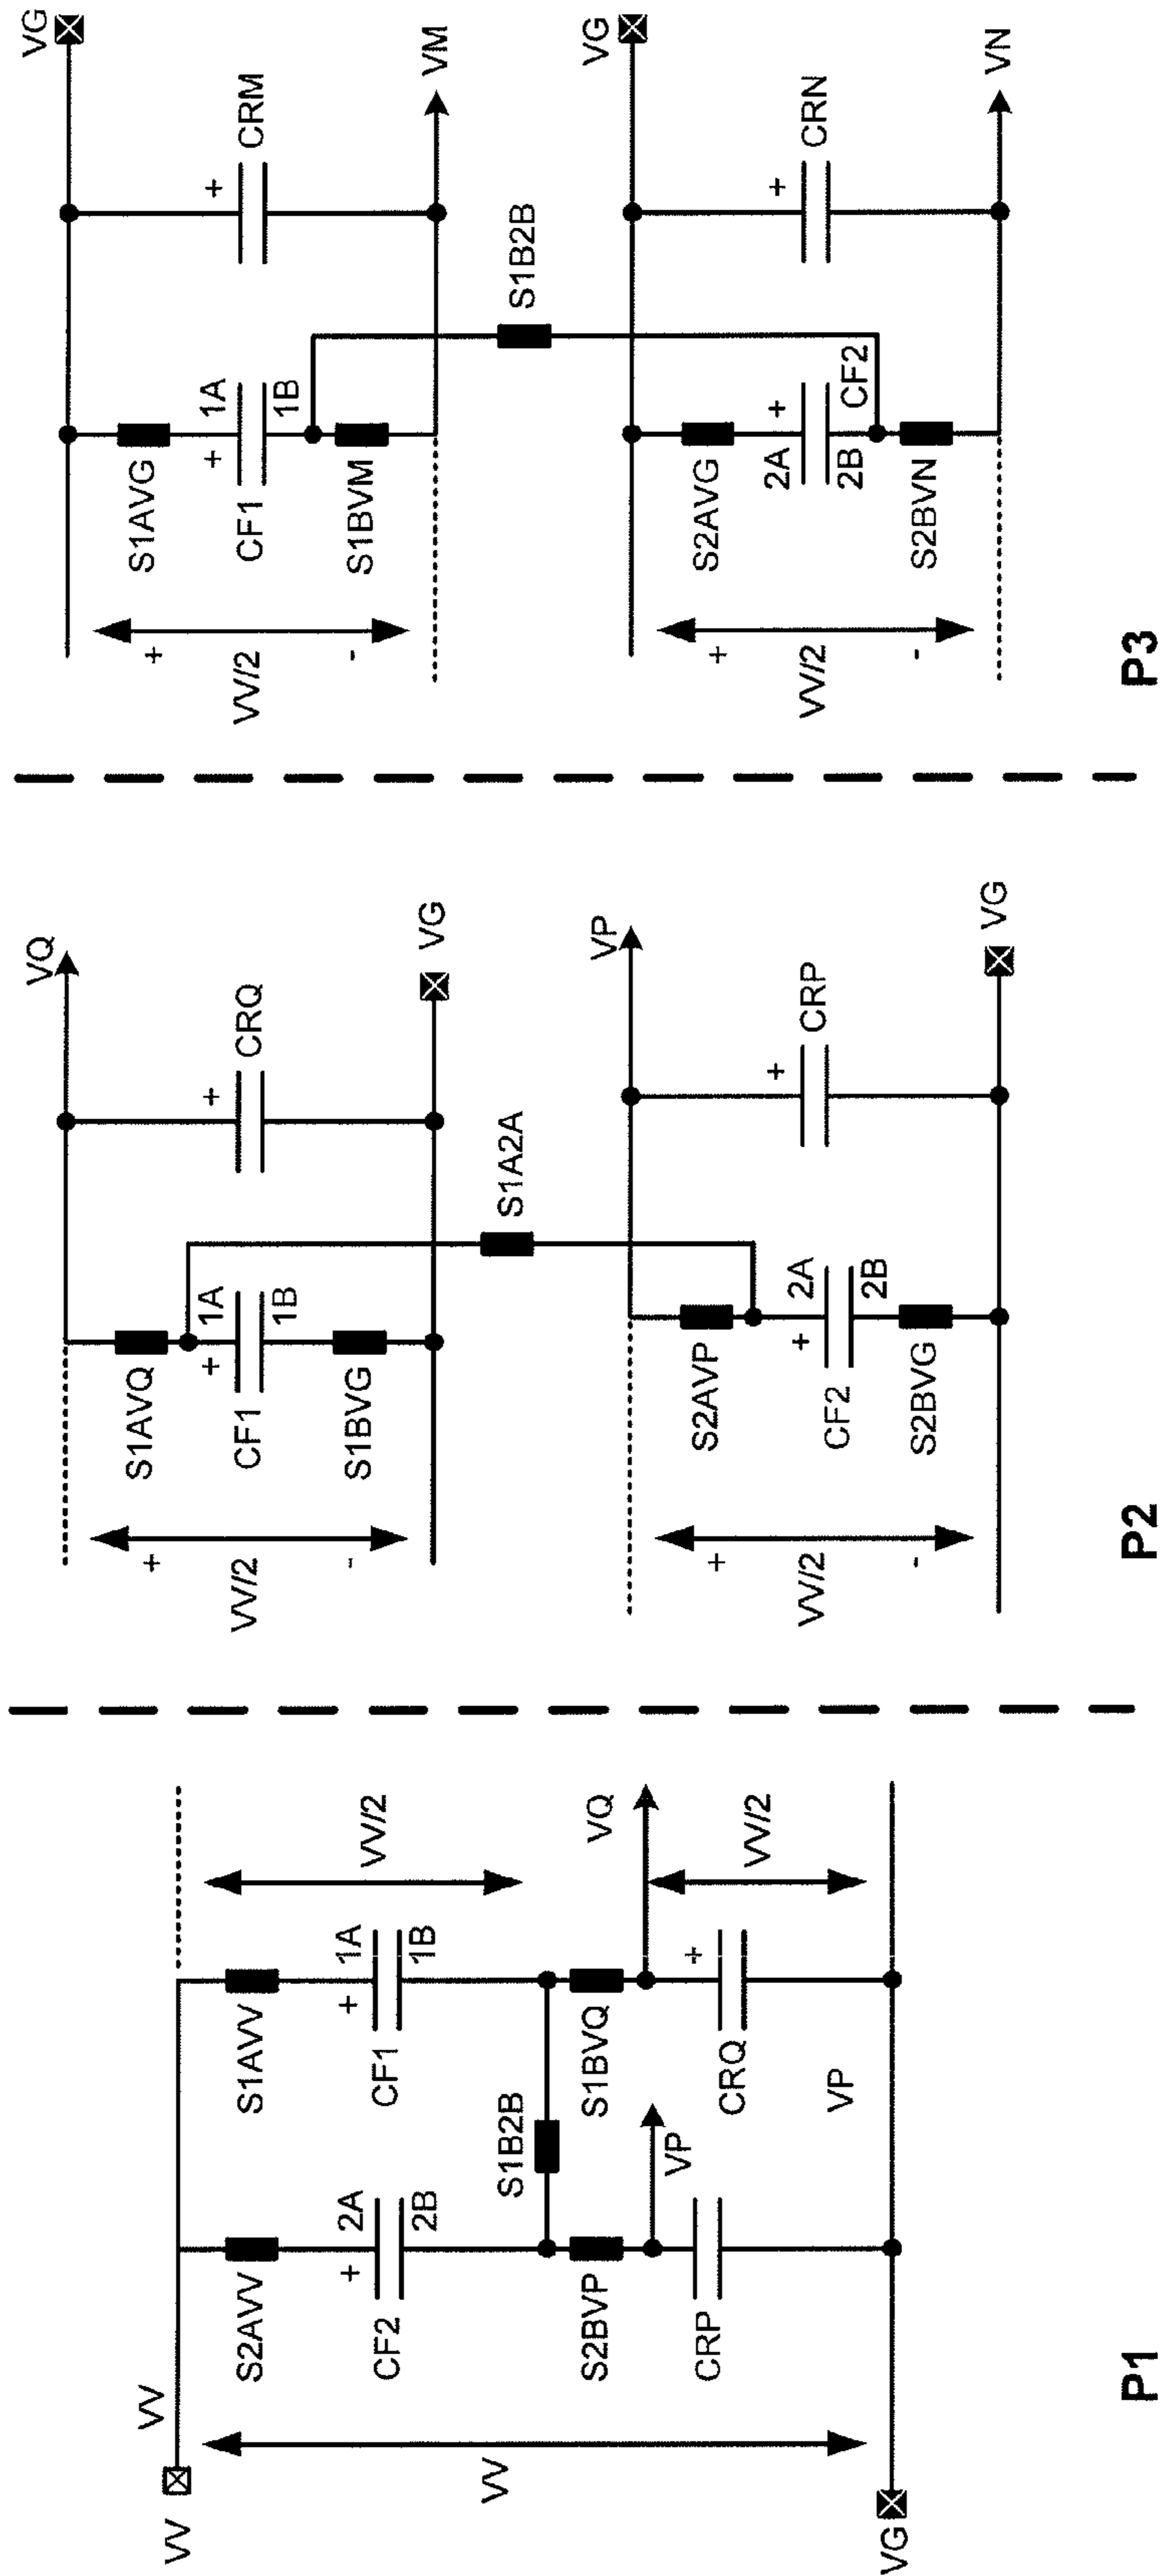 VV
VV
S2AVV
S1AVV
+
2A
+
1A
VV/2
CF2
2B
CF1
1B
VV
S1B2B
S2BVP
S1BVQ
VQ
VP
+
VV/2
CRP
CRQ
VP
VG
P1
VQ
S1AVQ
+
+
1A
+
VV/2
CF1
1B
CRQ
-
S1BVG
VG
S1A2A
VP
S2AVP
+
+
2A
+
VV/2
CF2
2B
CRP
-
S2BVG
VG
P2
VG
S1AVG
+
+
1A
+
VV/2
CF1
1B
CRM
-
S1BVM
VM
S1B2B
VG
S2AVG
+
2A
+
+
VV/2
2B
CF2
CRN
-
S2BVN
VN
P3